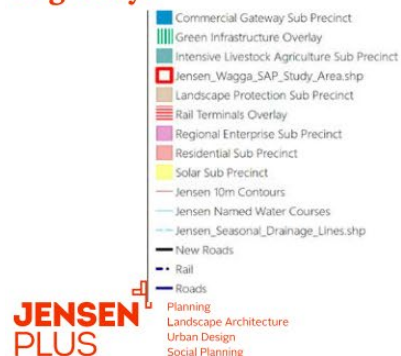 Commercial Gateway Sub Precinct
Green Infrastructure Overlay
Intensive Livestock Agriculture Sub Precinct
Jensen_Wagga_SAP_Study_Area.shp
Landscape Protection Sub Precinct
Rail Terminals Overlay
Regional Enterprise Sub Precinct
Residential Sub Precinct
Solar Sub Precinct
Jensen 10m Contours
Jensen Named Water Courses
Jensen_Seasonal_Drainage_Lines.shp
New Roads
Rail
Roads
JENSEN
PLUS
Planning
Landscape Architecture
Urban Design
Social Planning